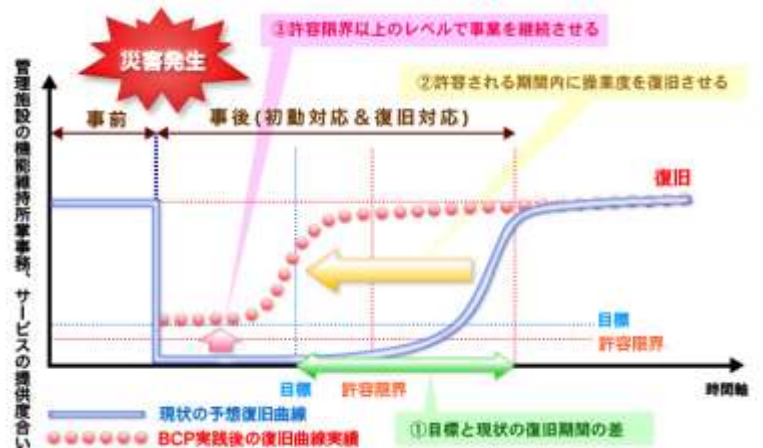 ③許容限界以上のレベルで事業を継続させる
災害発生
②許容される期間内に操業度を復旧させる
事前
事後(初動対応&復旧対応)
復旧
管理施設の機能維持所掌事務、サービスの提供度合い
目標
許容限界
目標
許容限界
時間軸
現状の予想復旧曲線
①目標と現状の復旧期間の差
BCP実践後の復旧曲線実績